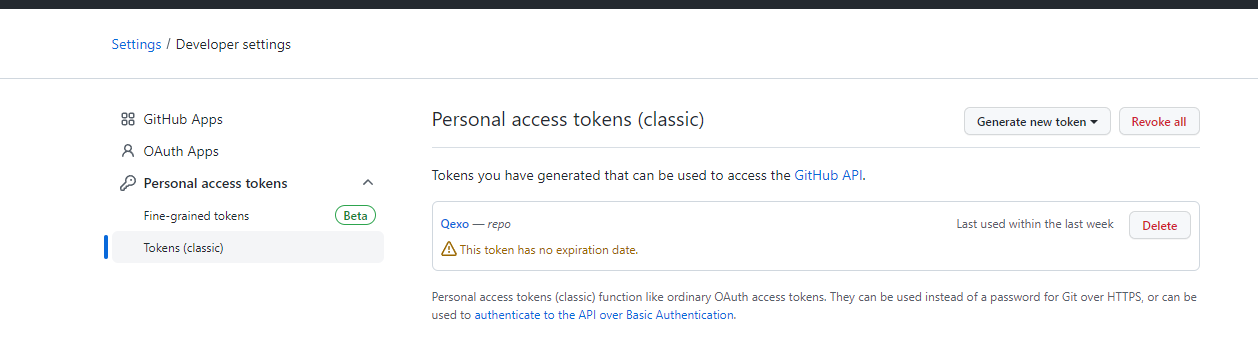 Settings / Developer settings
GitHub Apps
OAuth Apps
Personal access tokens
Fine-grained tokens Beta
Tokens (classic)
Personal access tokens (classic)
Generate new token
Revoke all
Tokens you have generated that can be used to access the GitHub API.
Qexo — repo
Last used within the last week
Delete
This token has no expiration date.
Personal access tokens (classic) function like ordinary OAuth access tokens. They can be used instead of a password for Git over HTTPS, or can be
used to authenticate to the API over Basic Authentication.